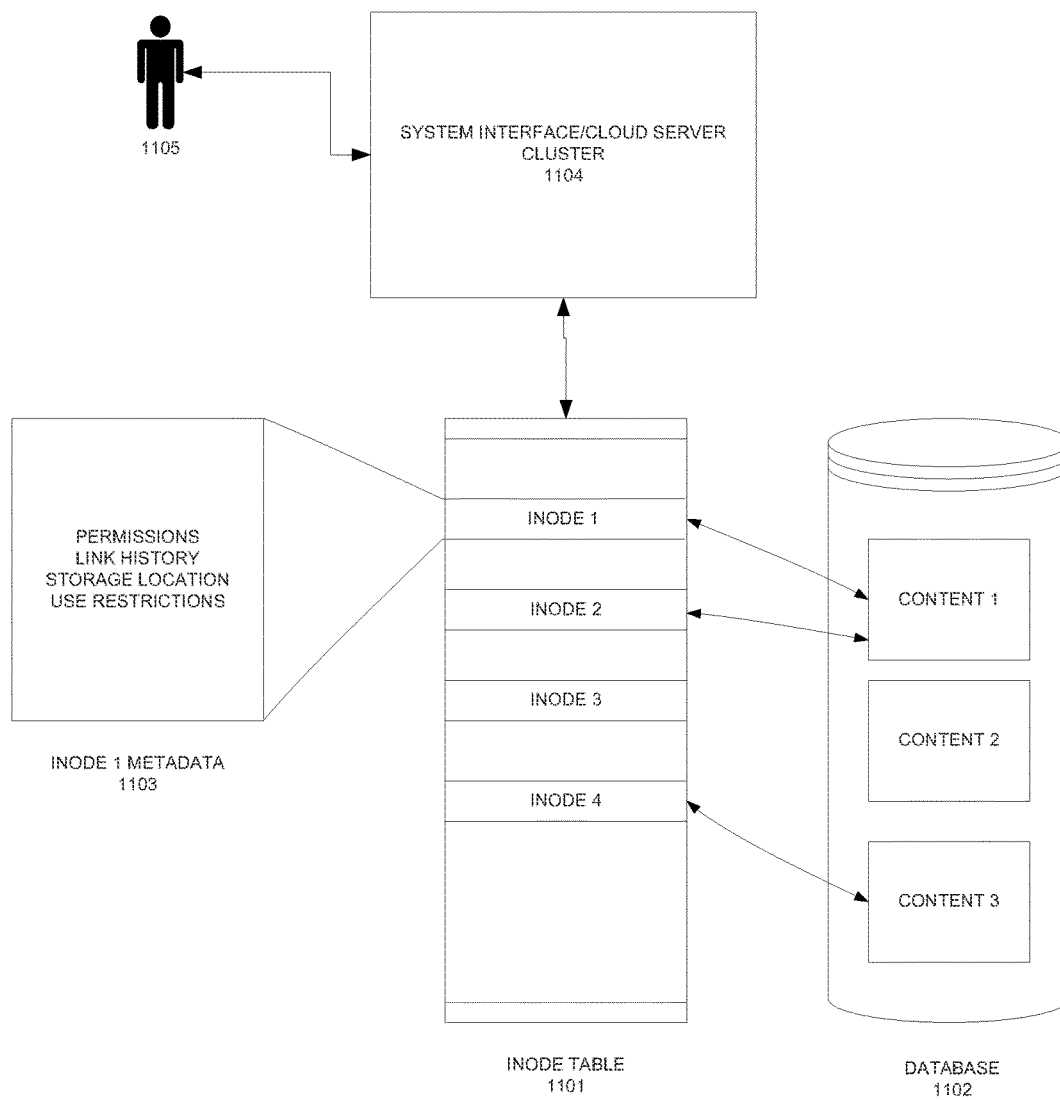 1105
SYSTEM INTERFACE/CLOUD SERVER
CLUSTER
1104
PERMISSIONS
LINK HISTORY
STORAGE LOCATION
USE RESTRICTIONS
INODE 1 METADATA
1103
INODE 1
INODE 2
INODE 3
INODE 4
INODE TABLE
1101
CONTENT 1
CONTENT 2
CONTENT 3
DATABASE
1102